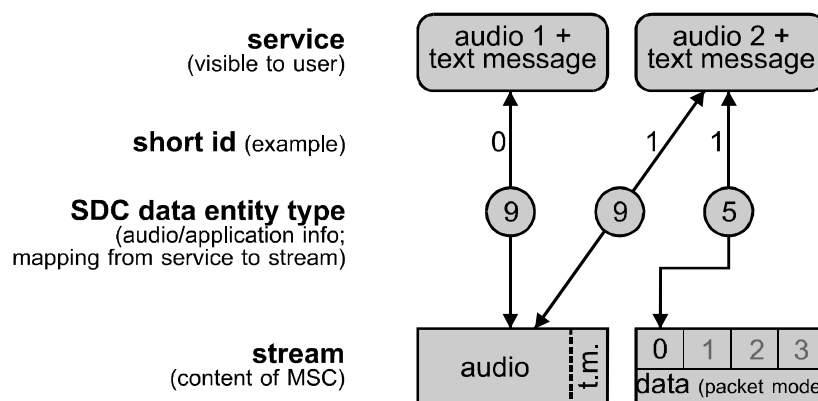 service
(visible to user)
audio 1 +
text message
audio 2 +
text message
short id (example)
0
1
1
SDC data entity type
(audio/application info;
mapping from service to stream)
9
9
5
stream
(content of MSC)
audio
t.m.
0
1
2
3
data (packet mode